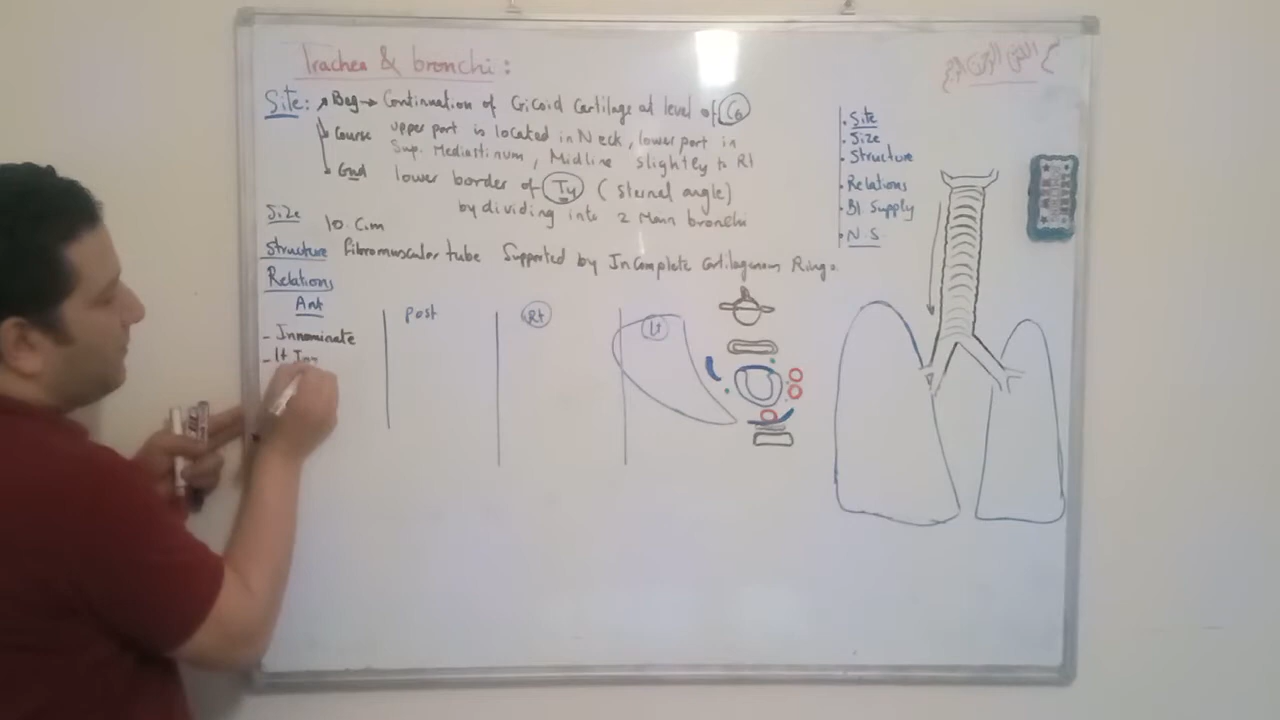 Trachea & bronchi:
Site: Beg → Continuation of Cricoid Cartilage at level of C6
Course upper part is located in Neck, lower part in
Sup. Mediastinum, Midline slightly to Rt
End lower border of T4 (sternal angle)
by dividing into 2 Main bronchi
Size 10 Cm
Structure fibromuscular tube Supported by InComplete Cartilagenous Rings
Relations
Ant post Rt Lt
- Innominate
- lt Inn
. Site
. Size
. Structure
. Relations
. Bl. Supply
. N.S.